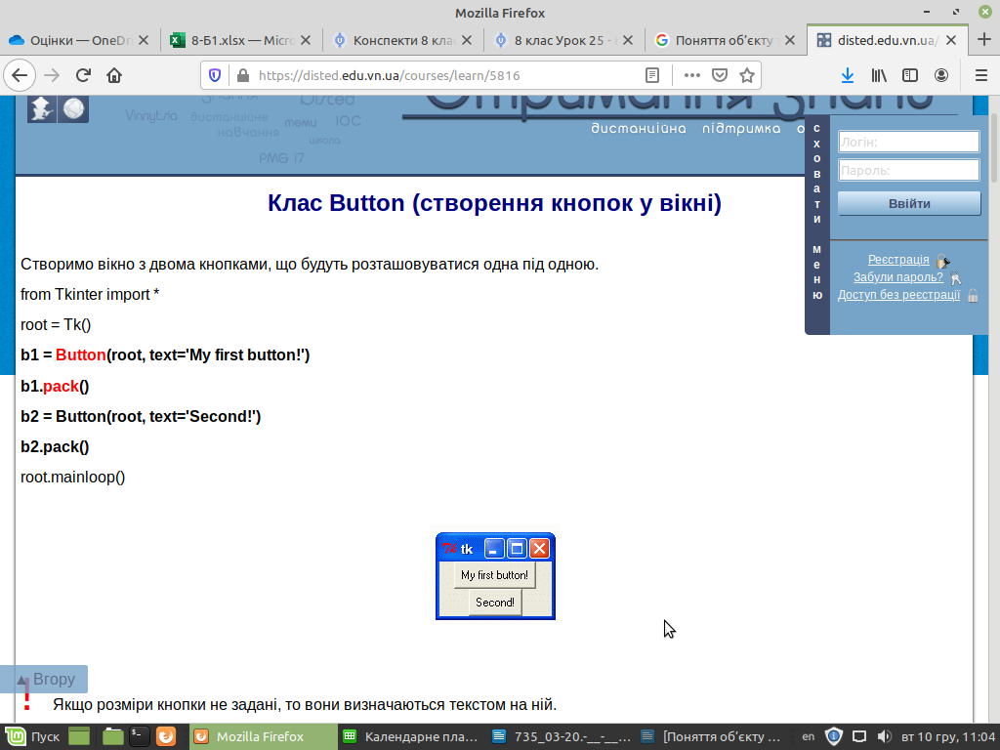 Mozilla Firefox
Оцінки — OneDri
8-Б1.xlsx — Micro
Конспекти 8 кла
8 клас Урок 25 -
Поняття об'єкту
disted.edu.vn.ua/
https://disted.edu.vn.ua/courses/learn/5816
Отримання знань
Знання
Disted
Vinnytsia
дистанційне
навчання
теми
ІОС
школа
PMG 17
дистанційна підтримка о
сховати меню
Логін:
Пароль:
Ввійти
Реєстрація
Забули пароль?
Доступ без реєстрації
Клас Button (створення кнопок у вікні)
Створимо вікно з двома кнопками, що будуть розташовуватися одна під одною.
from Tkinter import *
root = Tk()
b1 = Button(root, text='My first button!')
b1.pack()
b2 = Button(root, text='Second!')
b2.pack()
root.mainloop()
tk
My first button!
Second!
▲ Вгору
! Якщо розміри кнопки не задані, то вони визначаються текстом на ній.
Пуск
Mozilla Firefox
Календарне пла...
735_03-20.-__-__...
[Поняття об'єкту ...
en
вт 10 гру, 11:04